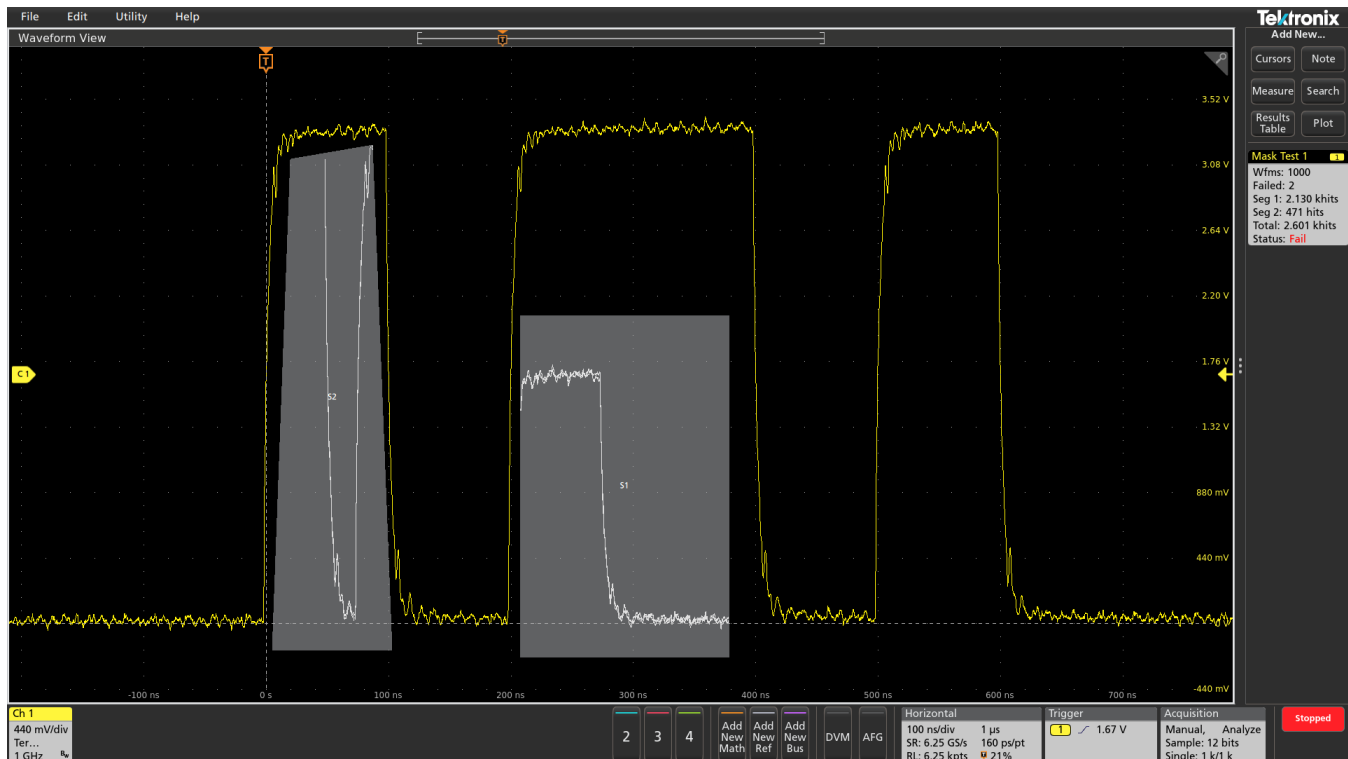 File Edit Utility Help
Tektronix
Waveform View
T
T
Add New...
Cursors Note
Measure Search
Results Table Plot
Mask Test 1 1
Wfms: 1000
Failed: 2
Seg 1: 2.130 khits
Seg 2: 471 hits
Total: 2.601 khits
Status: Fail
3.52 V
3.08 V
2.64 V
2.20 V
1.76 V
1.32 V
880 mV
440 mV
-440 mV
C1
S2
S1
-100 ns 0 s 100 ns 200 ns 300 ns 400 ns 500 ns 600 ns 700 ns
Ch 1
440 mV/div
Ter...
1 GHz Bw
2 3 4
Add New Math
Add New Ref
Add New Bus
DVM AFG
Horizontal
100 ns/div 1 µs
SR: 6.25 GS/s 160 ps/pt
RL: 6.25 kpts 21%
Trigger
1 1.67 V
Acquisition
Manual, Analyze
Sample: 12 bits
Single: 1 k/1 k
Stopped